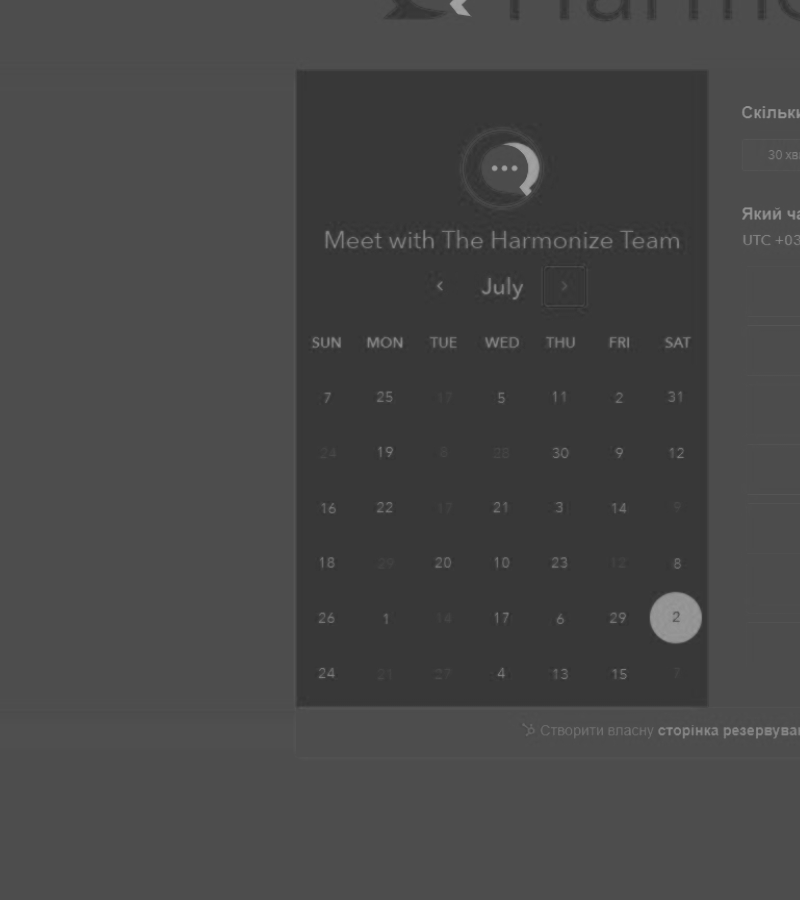 Harmo
Скільки
30 хв
Meet with The Harmonize Team
Який ча
UTC +03
‹ July ›
SUN MON TUE WED THU FRI SAT
7 25 17 5 11 2 31
24 19 8 28 30 9 12
16 22 17 21 3 14 9
18 29 20 10 23 12 8
26 1 14 17 6 29 2
24 21 27 4 13 15 7
Створити власну сторінка резервува